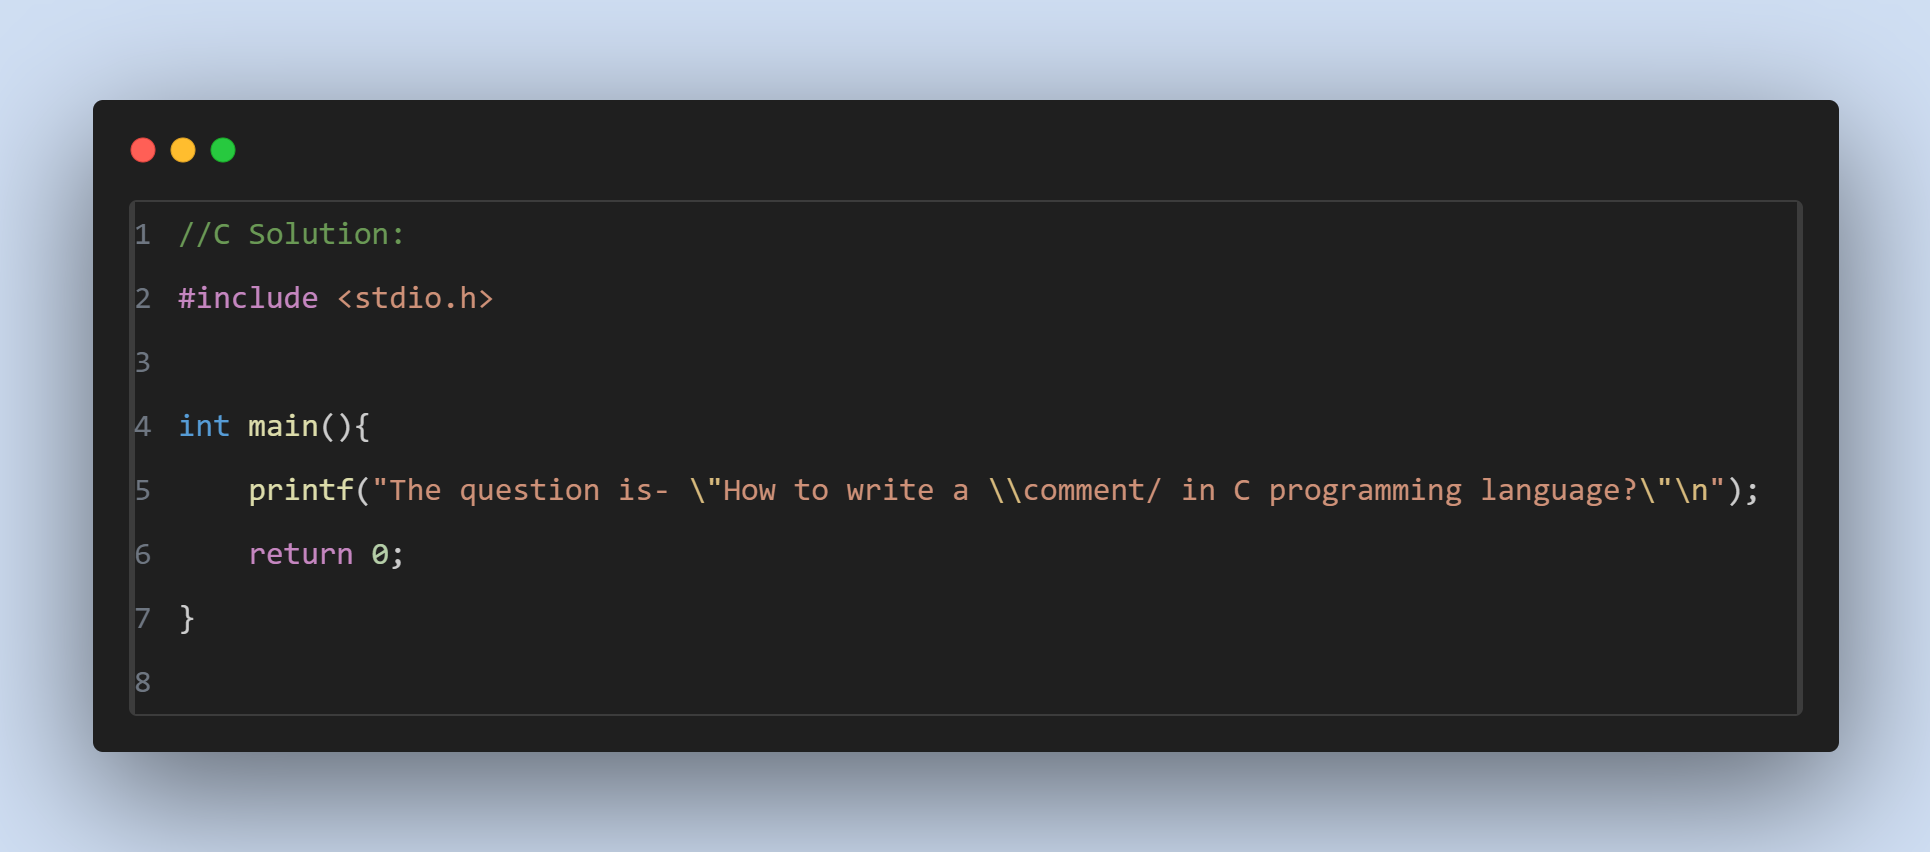 1 //C Solution:
2 #include <stdio.h>
3
4 int main(){
5     printf("The question is- \"How to write a \\comment/ in C programming language?\"\n");
6     return 0;
7 }
8